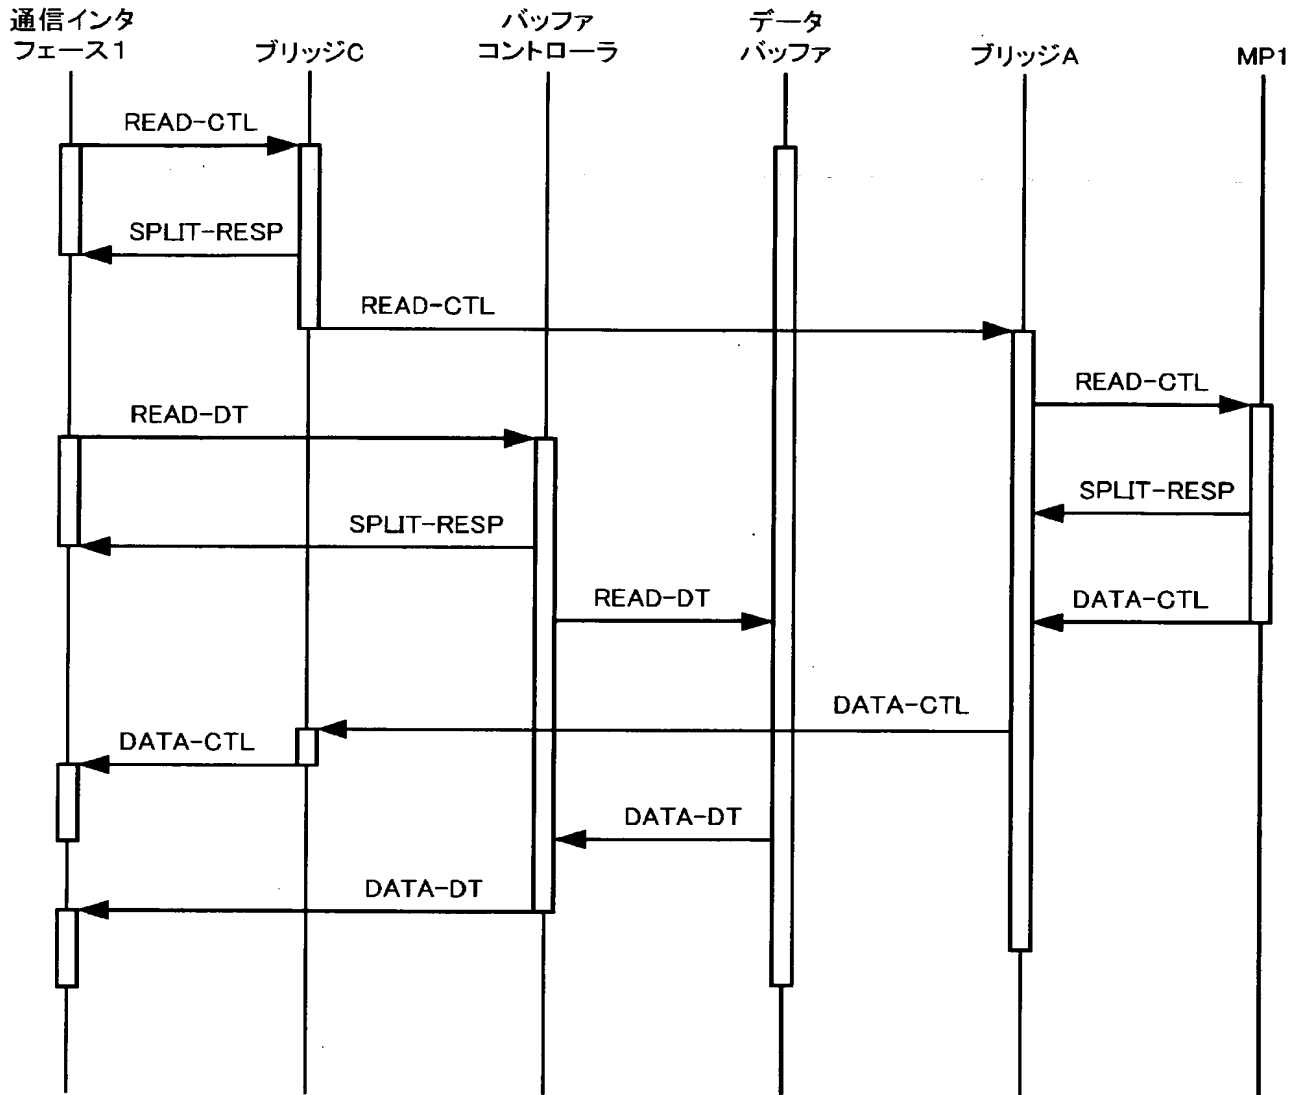 通信インタ
フェース1
ブリッジC
バッファ
コントローラ
データ
バッファ
ブリッジA
MP1
READ-CTL
SPLIT-RESP
READ-CTL
READ-CTL
READ-DT
SPLIT-RESP
SPLIT-RESP
READ-DT
DATA-CTL
DATA-CTL
DATA-CTL
DATA-DT
DATA-DT